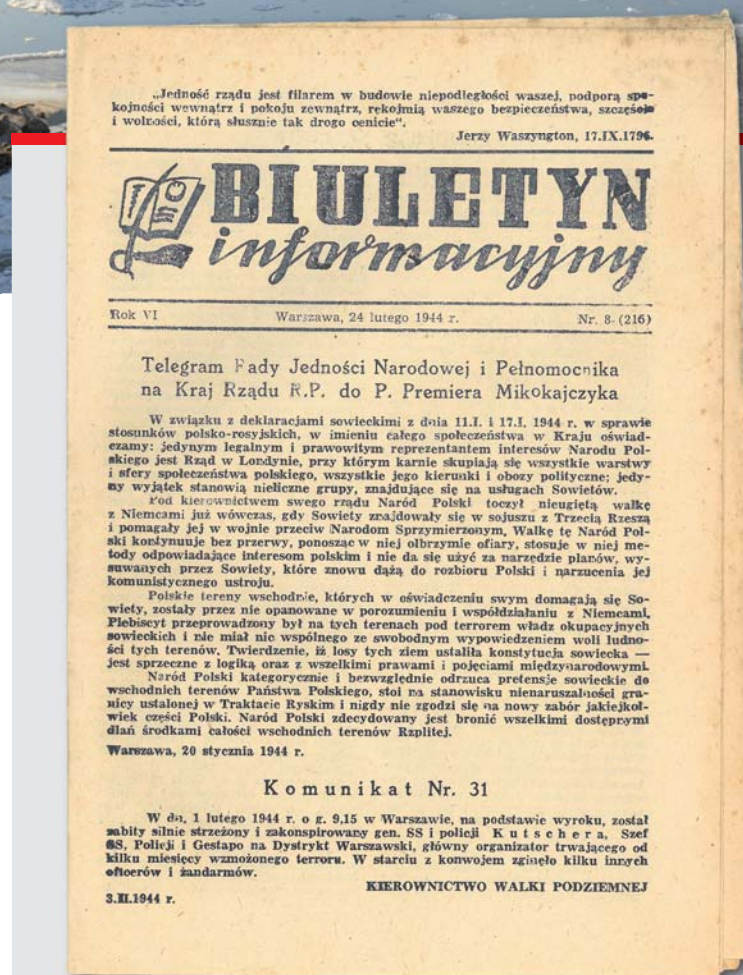 „Jedność rządu jest filarem w budowie niepodległości waszej, podporą spo-
kojności wewnątrz i pokoju zewnątrz, rękojmią waszego bezpieczeństwa, szczęścia
i wolności, którą słusznie tak drogo cenicie“.
Jerzy Waszyngton, 17.IX.1796.
BIULETYN
informacyjny
Rok VI
Warszawa, 24 lutego 1944 r.
Nr. 8 (216)
Telegram Rady Jedności Narodowej i Pełnomocnika
na Kraj Rządu R.P. do P. Premiera Mikokajczyka
W związku z deklaracjami sowieckimi z dnia 11.I. i 17.I. 1944 r. w sprawie
stosunków polsko-rosyjskich, w imieniu całego społeczeństwa w Kraju oświad-
czamy: jedynym legalnym i prawowitym reprezentantem interesów Narodu Pol-
skiego jest Rząd w Londynie, przy którym karnie skupiają się wszystkie warstwy
i sfery społeczeństwa polskiego, wszystkie jego kierunki i obozy polityczne; jedy-
ny wyjątek stanowią nieliczne grupy, znajdujące się na usługach Sowietów.
Pod kierownictwem swego rządu Naród Polski toczył nieugiętą walkę
z Niemcami już wówczas, gdy Sowiety znajdowały się w sojuszu z Trzecią Rzeszą
i pomagały jej w wojnie przeciw Narodom Sprzymierzonym, Walkę tę Naród Pol-
ski kontynuuje bez przerwy, ponosząc w niej olbrzymie ofiary, stosuje w niej me-
tody odpowiadające interesom polskim i nie da się użyć za narzędzie planów, wy-
suwanych przez Sowiety, które znowu dążą do rozbioru Polski i narzucenia jej
komunistycznego ustroju.
Polskie tereny wschodnie, których w oświadczeniu swym domagają się So-
wiety, zostały przez nie opanowane w porozumieniu i współdziałaniu z Niemcami.
Plebiscyt przeprowadzony był na tych terenach pod terrorem władz okupacyjnych
sowieckich i nie miał nic wspólnego ze swobodnym wypowiedzeniem woli ludno-
ści tych terenów. Twierdzenie, iż losy tych ziem ustaliła konstytucja sowiecka —
jest sprzeczne z logiką oraz z wszelkimi prawami i pojęciami międzynarodowymi.
Naród Polski kategorycznie i bezwzględnie odrzuca pretensje sowieckie do
wschodnich terenów Państwa Polskiego, stoi na stanowisku nienaruszalności gra-
nicy ustalonej w Traktacie Ryskim i nigdy nie zgodzi się na nowy zabór jakiejkol-
wiek części Polski. Naród Polski zdecydowany jest bronić wszelkimi dostępnymi
dlań środkami całości wschodnich terenów Rzplitej.
Warszawa, 20 stycznia 1944 r.
Komunikat Nr. 31
W dn. 1 lutego 1944 r. o g. 9,15 w Warszawie, na podstawie wyroku, został
zabity silnie strzeżony i zakonspirowany gen. SS i policji Kutschera, Szef
SS, Policji i Gestapo na Dystrykt Warszawski, główny organizator trwającego od
kilku miesięcy wzmożonego terroru. W starciu z konwojem zginęło kilku innych
oficerów i żandarmów.
KIEROWNICTWO WALKI PODZIEMNEJ
3.II.1944 r.